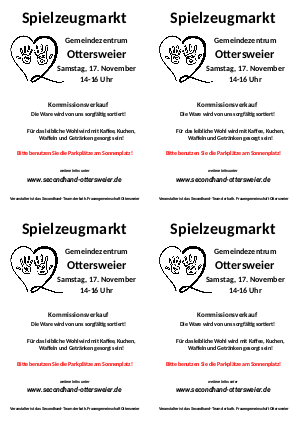 Spielzeugmarkt
Gemeindezentrum
Ottersweier
Samstag, 17. November
14-16 Uhr
Kommissionsverkauf
Die Ware wird von uns sorgfältig sortiert!
Für das leibliche Wohl wird mit Kaffee, Kuchen,
Waffeln und Getränken gesorgt sein!
Bitte benutzen Sie die Parkplätze am Sonnenplatz!
weitere Infos unter
www.secondhand-ottersweier.de
Veranstalter ist das Secondhand-Team der kath. Frauengemeinschaft Ottersweier
Spielzeugmarkt
Gemeindezentrum
Ottersweier
Samstag, 17. November
14-16 Uhr
Kommissionsverkauf
Die Ware wird von uns sorgfältig sortiert!
Für das leibliche Wohl wird mit Kaffee, Kuchen,
Waffeln und Getränken gesorgt sein!
Bitte benutzen Sie die Parkplätze am Sonnenplatz!
weitere Infos unter
www.secondhand-ottersweier.de
Veranstalter ist das Secondhand-Team der kath. Frauengemeinschaft Ottersweier
Spielzeugmarkt
Gemeindezentrum
Ottersweier
Samstag, 17. November
14-16 Uhr
Kommissionsverkauf
Die Ware wird von uns sorgfältig sortiert!
Für das leibliche Wohl wird mit Kaffee, Kuchen,
Waffeln und Getränken gesorgt sein!
Bitte benutzen Sie die Parkplätze am Sonnenplatz!
weitere Infos unter
www.secondhand-ottersweier.de
Veranstalter ist das Secondhand-Team der kath. Frauengemeinschaft Ottersweier
Spielzeugmarkt
Gemeindezentrum
Ottersweier
Samstag, 17. November
14-16 Uhr
Kommissionsverkauf
Die Ware wird von uns sorgfältig sortiert!
Für das leibliche Wohl wird mit Kaffee, Kuchen,
Waffeln und Getränken gesorgt sein!
Bitte benutzen Sie die Parkplätze am Sonnenplatz!
weitere Infos unter
www.secondhand-ottersweier.de
Veranstalter ist das Secondhand-Team der kath. Frauengemeinschaft Ottersweier